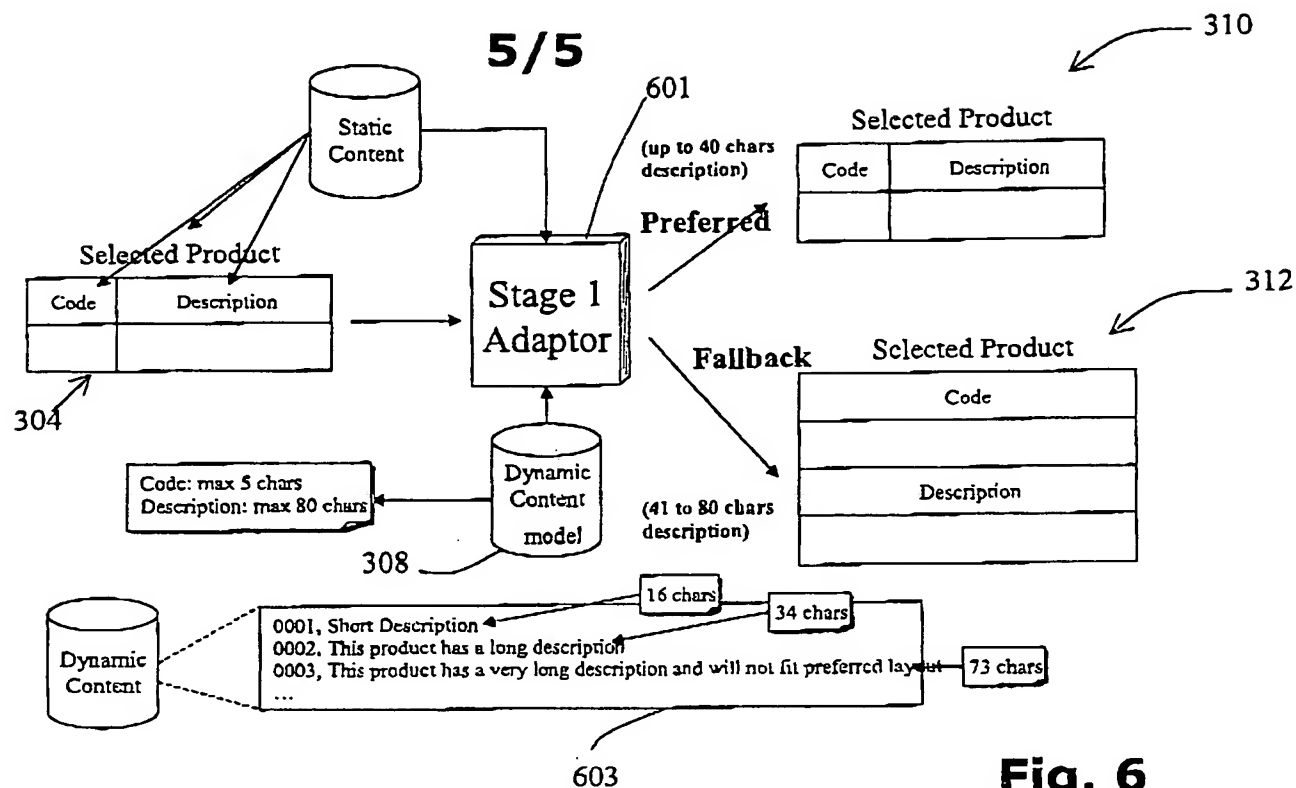 5/5
310
Static
Content
601
(up to 40 chars
description)
Preferred
Selected Product
Code Description
Selected Product
Code Description
304
Stage 1
Adaptor
312
Fallback
Selected Product
Code
Description
(41 to 80 chars
description)
Code: max 5 chars
Description: max 80 chars
Dynamic
Content
model
308
Dynamic
Content
16 chars
34 chars
73 chars
0001, Short Description
0002, This product has a long description
0003, This product has a very long description and will not fit preferred layout
...
603
Fig. 6